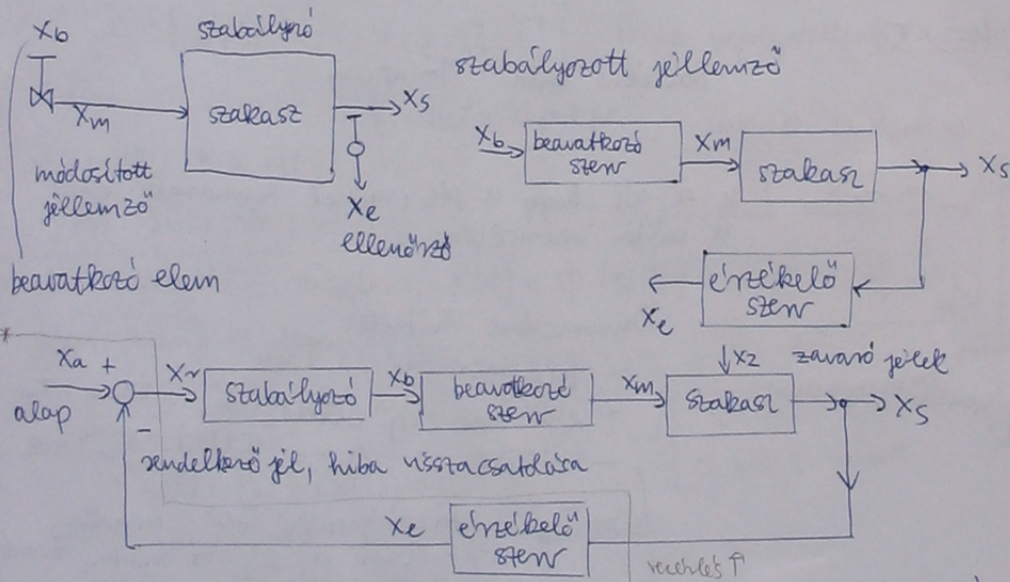 xb
szabályzó
szakasz
xm
xs
módosított
jellemző
xe
ellenőrző
beavatkozó elem
szabályozott jellemző
xb
beavatkozó
szerv
xm
szakasz
xs
érzékelő
szerv
xe
*
xa +
alap
-
xr
szabályozó
xb
beavatkozó
szerv
xm
xz zavaró jelek
szakasz
xs
rendelkező jel, hiba visszacsatolása
xe
érzékelő
szerv